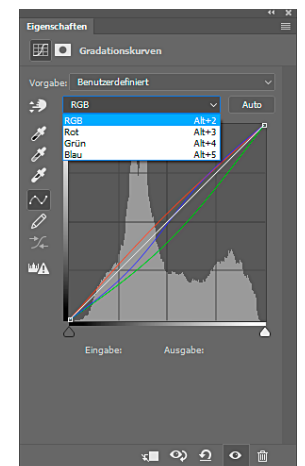 Eigenschaften
Gradationskurven
Vorgabe: Benutzerdefiniert
RGB Auto
RGB Alt+2
Rot Alt+3
Grün Alt+4
Blau Alt+5
Eingabe: Ausgabe: